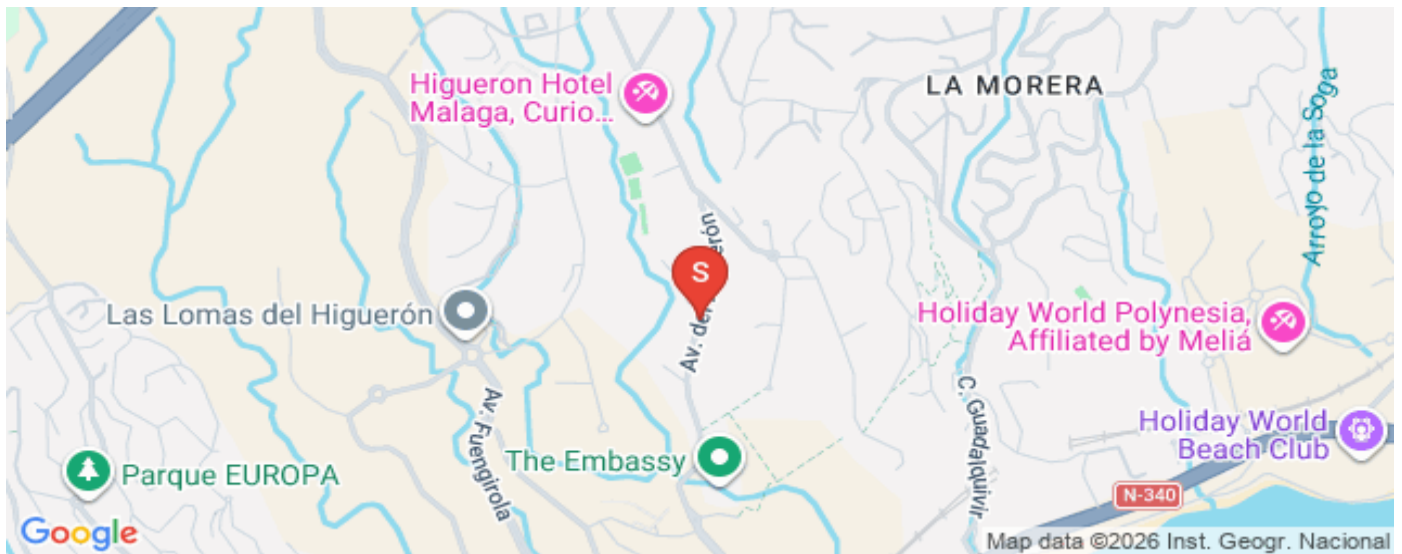 Higueron Hotel
Malaga, Curio...
LA MORERA
Arroyo de la Soga
S
Av. del
Las Lomas del Higuerón
Holiday World Polynesia,
Affiliated by Meliá
Av. Fuengirola
C. Guadalquivir
Holiday World
Beach Club
The Embassy
Parque EUROPA
N-340
Google
Map data ©2026 Inst. Geogr. Nacional